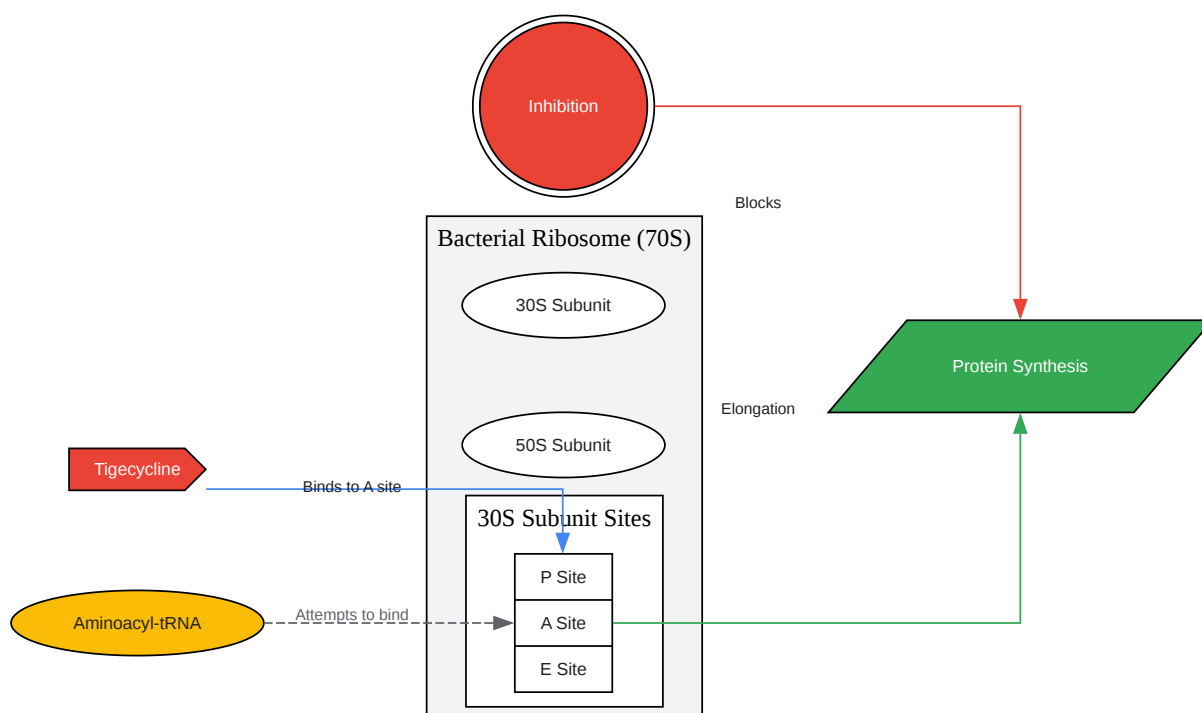 Inhibition
Blocks
Bacterial Ribosome (70S)
30S Subunit
Protein Synthesis
Elongation
50S Subunit
Tigecycline
Binds to A site
30S Subunit Sites
P Site
Aminoacyl-tRNA
Attempts to bind
A Site
E Site